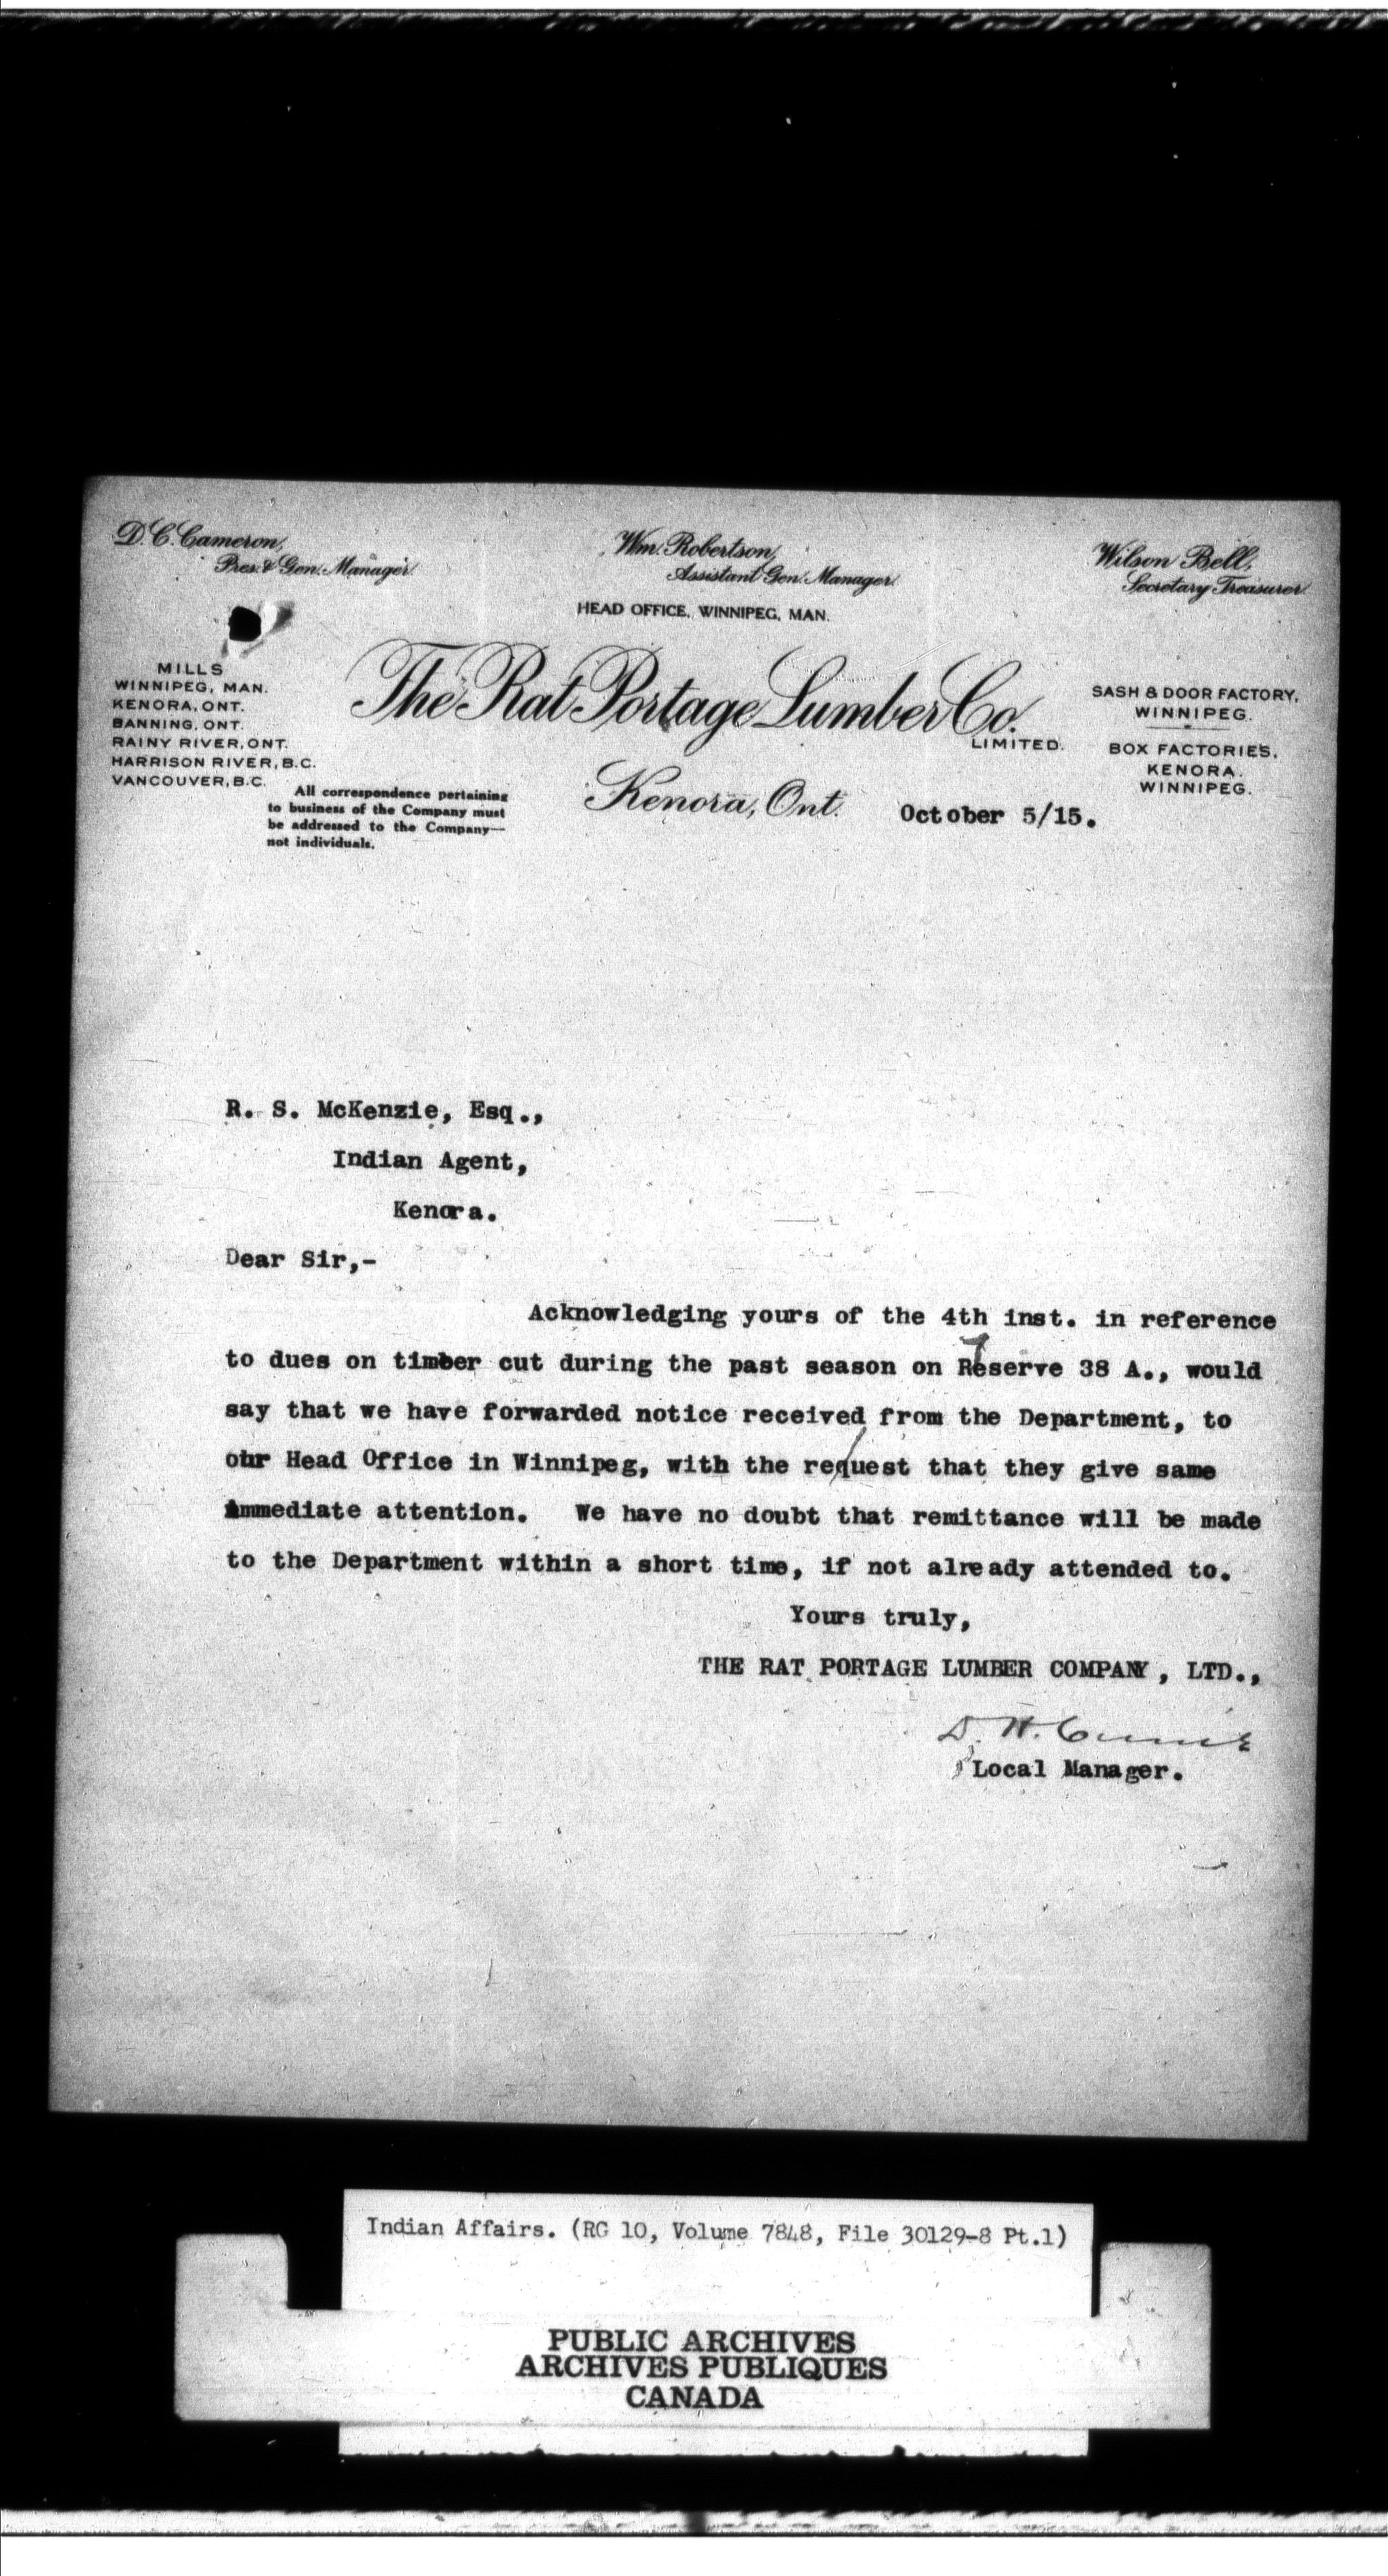 D. C. Cameron,
Pres. & Gen. Manager.
Wm. Robertson,
Assistant Gen. Manager.
Wilson Bell,
Secretary Treasurer.
HEAD OFFICE, WINNIPEG, MAN.
MILLS
WINNIPEG, MAN.
KENORA, ONT.
BANNING, ONT.
RAINY RIVER, ONT.
HARRISON RIVER, B.C.
VANCOUVER, B.C.
The Rat Portage Lumber Co.
LIMITED.
SASH & DOOR FACTORY,
WINNIPEG.
BOX FACTORIES,
KENORA.
WINNIPEG.
All correspondence pertaining
to business of the Company must
be addressed to the Company—
not individuals.
Kenora, Ont. October 5/15.
R. S. McKenzie, Esq.,
Indian Agent,
Kenora.
Dear Sir,-
Acknowledging yours of the 4th inst. in reference
to dues on timber cut during the past season on Reserve 38 A., would
say that we have forwarded notice received from the Department, to
our Head Office in Winnipeg, with the request that they give same
immediate attention. We have no doubt that remittance will be made
to the Department within a short time, if not already attended to.
Yours truly,
THE RAT PORTAGE LUMBER COMPANY, LTD.,
Local Manager.
Indian Affairs. (RG 10, Volume 7848, File 30129-8 Pt.1)
PUBLIC ARCHIVES
ARCHIVES PUBLIQUES
CANADA